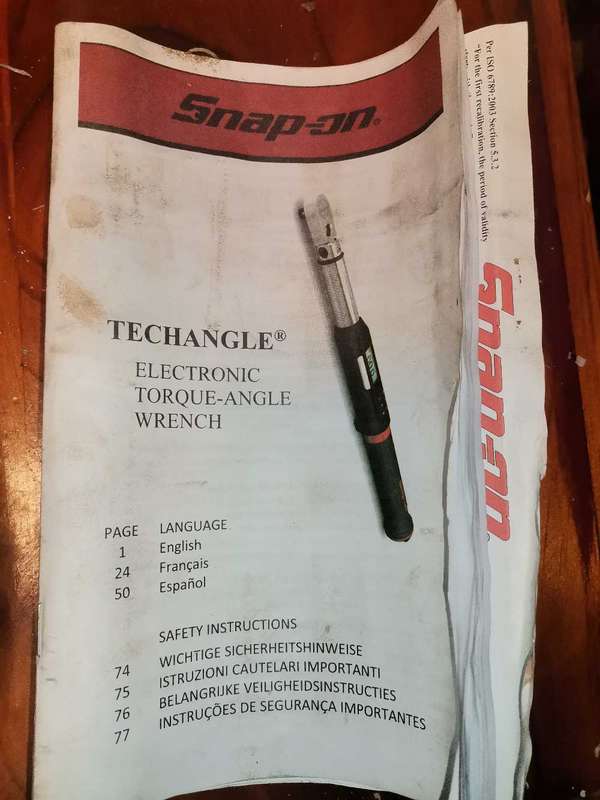 Snap-on®
TECHANGLE®
ELECTRONIC
TORQUE-ANGLE
WRENCH
PAGE LANGUAGE
1 English
24 Français
50 Español
SAFETY INSTRUCTIONS
74 WICHTIGE SICHERHEITSHINWEISE
75 ISTRUZIONI CAUTELARI IMPORTANTI
76 BELANGRIJKE VEILIGHEIDSINSTRUCTIES
77 INSTRUÇÕES DE SEGURANÇA IMPORTANTES
Per ISO 6789:2003 Section 5.3.2
"For the first recalibration, the period of validity
Snap-on